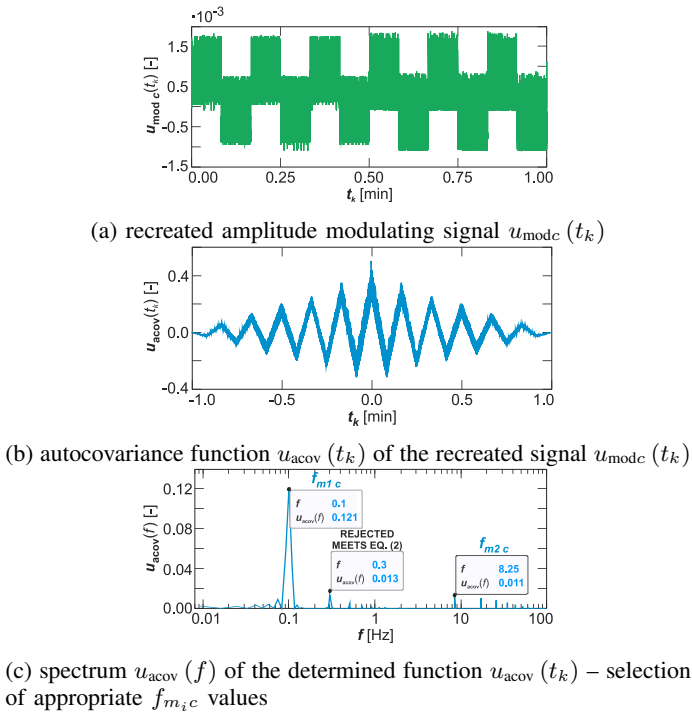 ·10⁻³
1.5
0.5
-0.5
-1.5
u_mod c(t_k) [-]
0.00 0.25 0.50 0.75 1.00
t_k [min]
(a) recreated amplitude modulating signal u_modc (t_k)
0.4
0.0
-0.4
u_acov(t_k) [-]
-1.0 -0.5 0.0 0.5 1.0
t_k [min]
(b) autocovariance function u_acov (t_k) of the recreated signal u_modc (t_k)
0.12
0.08
0.04
0.00
u_acov(f) [-]
f_m1 c
f 0.1
u_acov(f) 0.121
REJECTED
MEETS EQ. (2)
f 0.3
u_acov(f) 0.013
f_m2 c
f 8.25
u_acov(f) 0,011
0.01 0.1 1 10 100
f [Hz]
(c) spectrum u_acov (f) of the determined function u_acov (t_k) – selection
of appropriate f_m_i c values